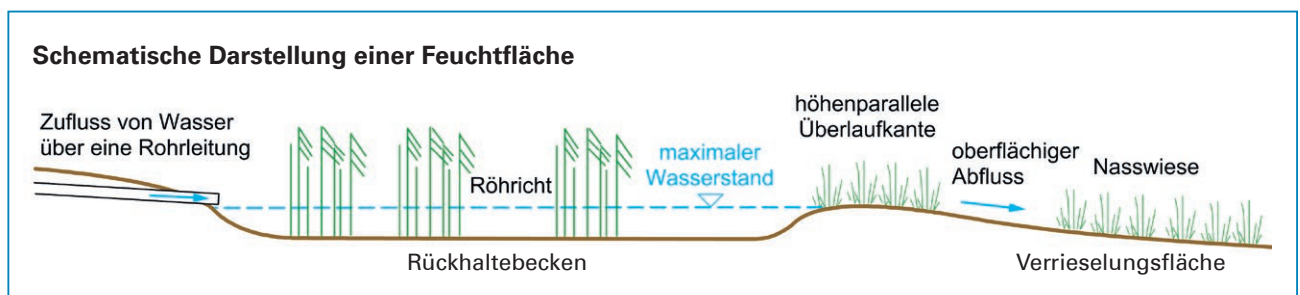 Schematische Darstellung einer Feuchtfläche
Zufluss von Wasser
über eine Rohrleitung
Röhricht
maximaler
Wasserstand
höhenparallele
Überlaufkante
oberflächiger
Abfluss
Nasswiese
Rückhaltebecken
Verrieselungsfläche